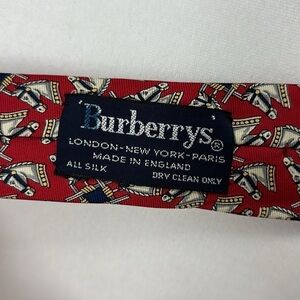 Burberrys®
LONDON-NEW YORK-PARIS
MADE IN ENGLAND
ALL SILK DRY CLEAN ONLY